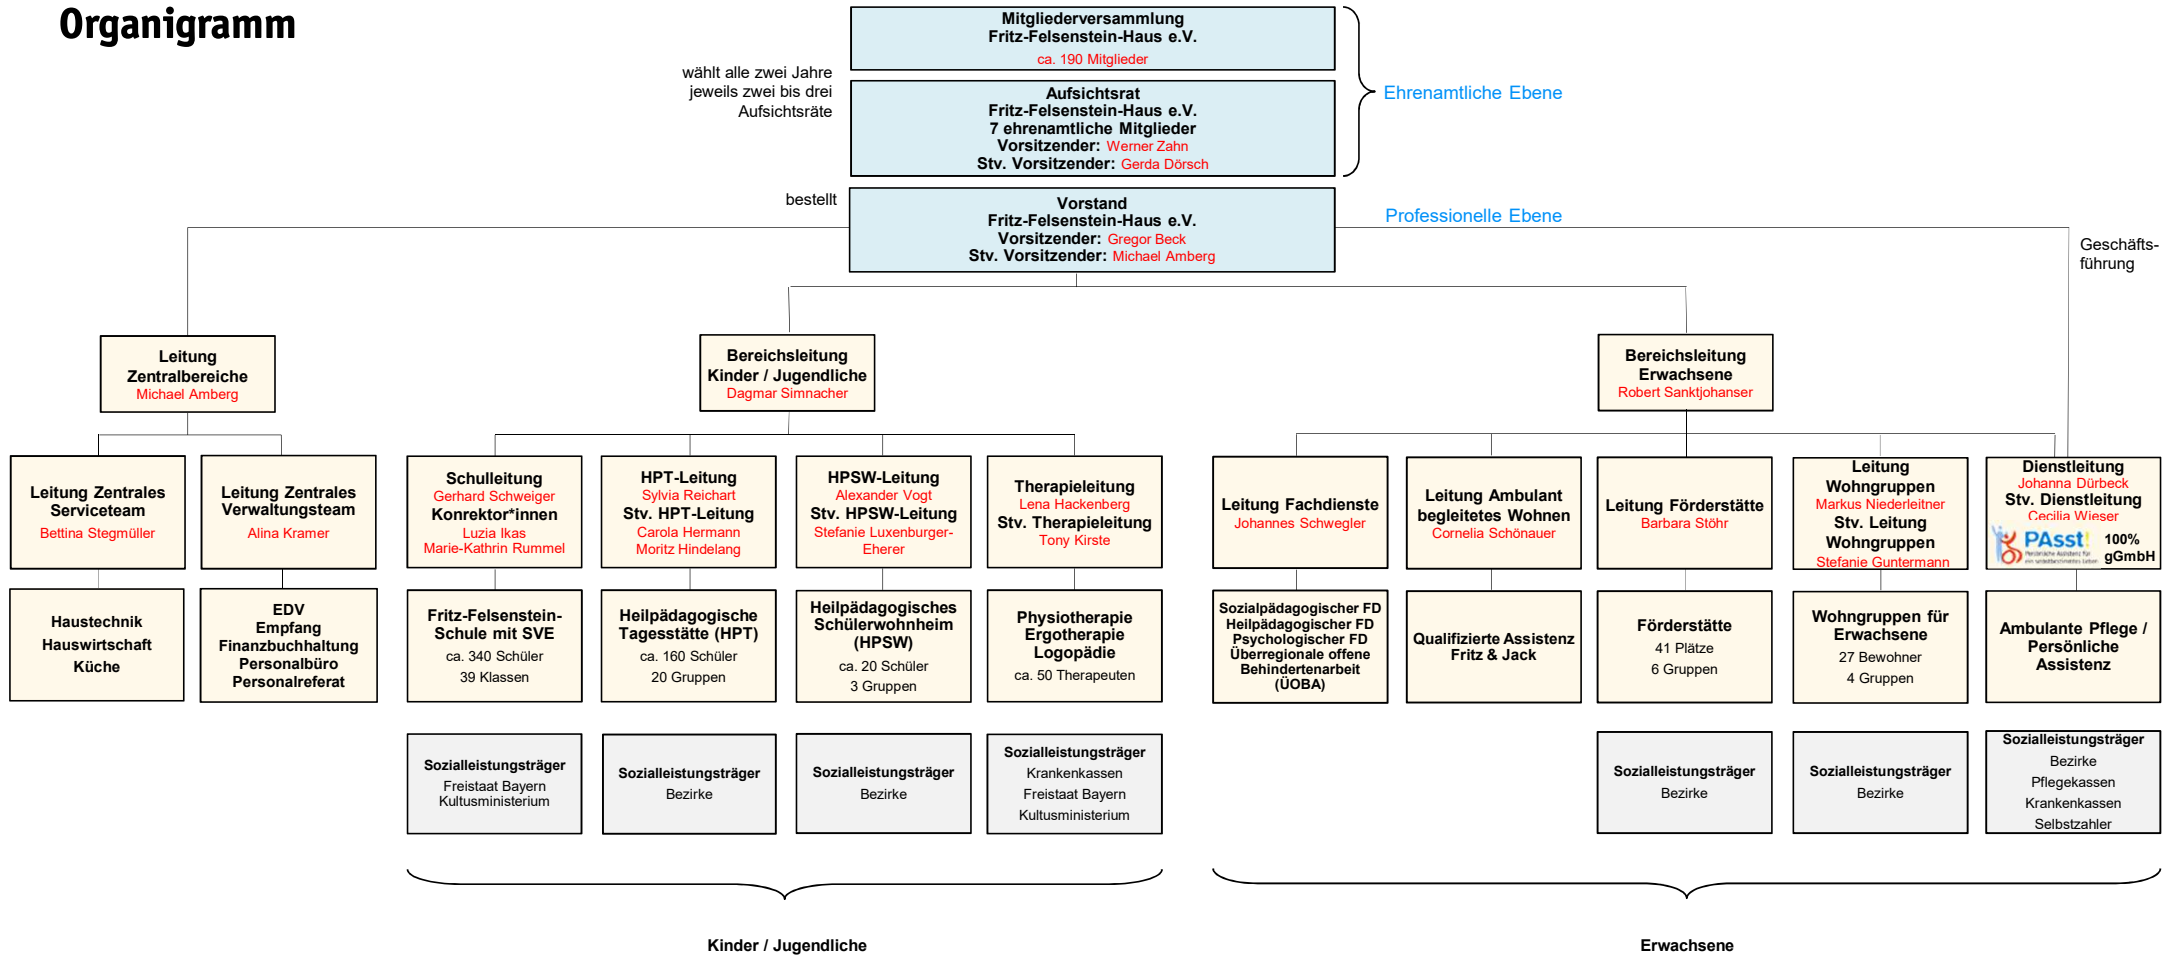 Organigramm
Mitgliederversammlung
Fritz-Felsenstein-Haus e.V.
ca. 190 Mitglieder
wählt alle zwei Jahre
jeweils zwei bis drei
Aufsichtsräte
Aufsichtsrat
Fritz-Felsenstein-Haus e.V.
7 ehrenamtliche Mitglieder
Vorsitzender: Werner Zahn
Stv. Vorsitzender: Gerda Dörsch
Ehrenamtliche Ebene
bestellt
Vorstand
Fritz-Felsenstein-Haus e.V.
Vorsitzender: Gregor Beck
Stv. Vorsitzender: Michael Amberg
Professionelle Ebene
Geschäfts-
führung
Leitung
Zentralbereiche
Michael Amberg
Bereichsleitung
Kinder / Jugendliche
Dagmar Simnacher
Bereichsleitung
Erwachsene
Robert Sanktjohanser
Leitung Zentrales
Serviceteam
Bettina Stegmüller
Leitung Zentrales
Verwaltungsteam
Alina Kramer
Schulleitung
Gerhard Schweiger
Konrektor*innen
Luzia Ikas
Marie-Kathrin Rummel
HPT-Leitung
Sylvia Reichart
Stv. HPT-Leitung
Carola Hermann
Moritz Hindelang
HPSW-Leitung
Alexander Vogt
Stv. HPSW-Leitung
Stefanie Luxenburger-
Eherer
Therapieleitung
Lena Hackenberg
Stv. Therapieleitung
Tony Kirste
Leitung Fachdienste
Johannes Schwegler
Leitung Ambulant
begleitetes Wohnen
Cornelia Schönauer
Leitung Förderstätte
Barbara Stöhr
Leitung
Wohngruppen
Markus Niederleitner
Stv. Leitung
Wohngruppen
Stefanie Guntermann
Dienstleitung
Johanna Dürbeck
Stv. Dienstleitung
Cecilia Wieser
PAsst!
Persönliche Assistenz für
ein selbstbestimmtes Leben
100%
gGmbH
Haustechnik
Hauswirtschaft
Küche
EDV
Empfang
Finanzbuchhaltung
Personalbüro
Personalreferat
Fritz-Felsenstein-
Schule mit SVE
ca. 340 Schüler
39 Klassen
Heilpädagogische
Tagesstätte (HPT)
ca. 160 Schüler
20 Gruppen
Heilpädagogisches
Schülerwohnheim
(HPSW)
ca. 20 Schüler
3 Gruppen
Physiotherapie
Ergotherapie
Logopädie
ca. 50 Therapeuten
Sozialpädagogischer FD
Heilpädagogischer FD
Psychologischer FD
Überregionale offene
Behindertenarbeit
(ÜOBA)
Qualifizierte Assistenz
Fritz & Jack
Förderstätte
41 Plätze
6 Gruppen
Wohngruppen für
Erwachsene
27 Bewohner
4 Gruppen
Ambulante Pflege /
Persönliche
Assistenz
Sozialleistungsträger
Freistaat Bayern
Kultusministerium
Sozialleistungsträger
Bezirke
Sozialleistungsträger
Bezirke
Sozialleistungsträger
Krankenkassen
Freistaat Bayern
Kultusministerium
Sozialleistungsträger
Bezirke
Sozialleistungsträger
Bezirke
Sozialleistungsträger
Bezirke
Pflegekassen
Krankenkassen
Selbstzahler
Kinder / Jugendliche
Erwachsene